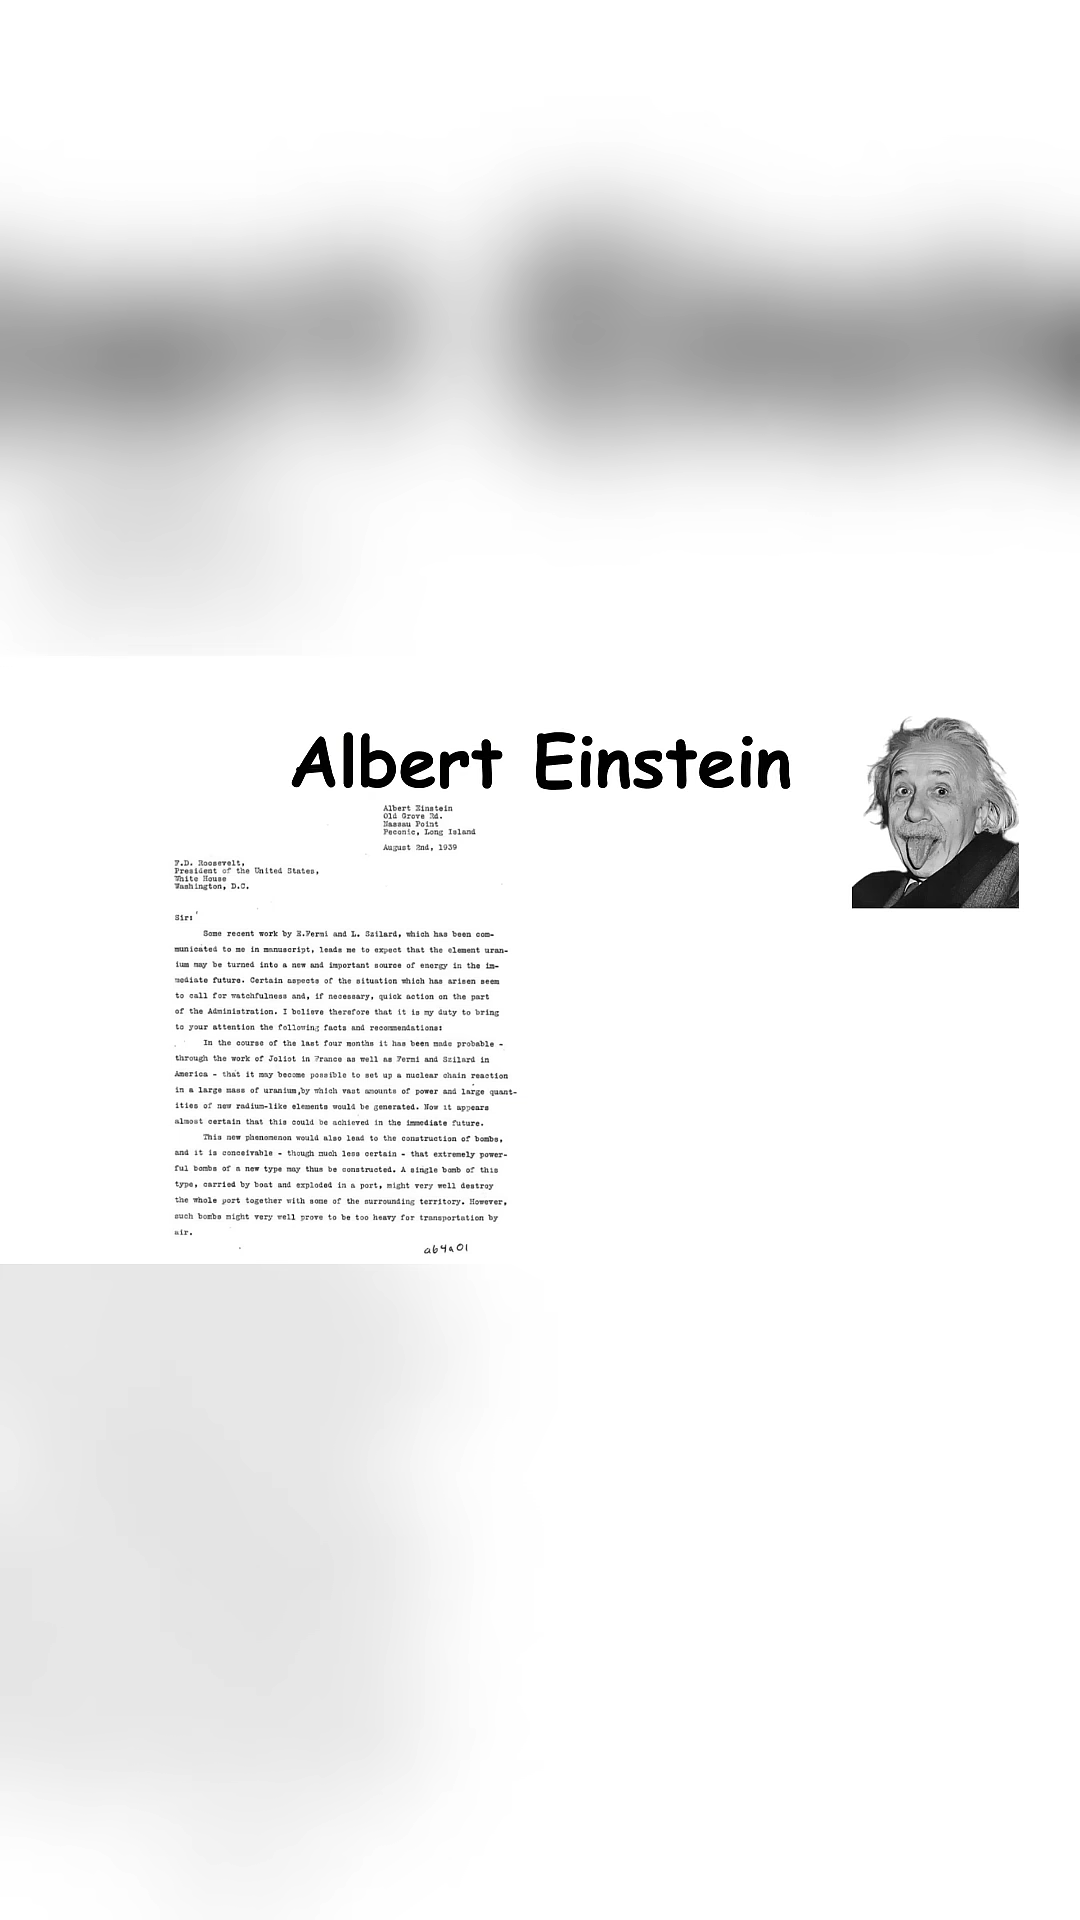 Albert Einstein
Albert Einstein
Old Grove Rd.
Nassau Point
Peconic, Long Island
August 2nd, 1939
F.D. Roosevelt,
President of the United States,
White House
Washington, D.C.
Sir:
Some recent work by E.Fermi and L. Szilard, which has been com-
municated to me in manuscript, leads me to expect that the element uran-
ium may be turned into a new and important source of energy in the im-
mediate future. Certain aspects of the situation which has arisen seem
to call for watchfulness and, if necessary, quick action on the part
of the Administration. I believe therefore that it is my duty to bring
to your attention the following facts and recommendations:
In the course of the last four months it has been made probable -
through the work of Joliot in France as well as Fermi and Szilard in
America - that it may become possible to set up a nuclear chain reaction
in a large mass of uranium,by which vast amounts of power and large quant-
ities of new radium-like elements would be generated. Now it appears
almost certain that this could be achieved in the immediate future.
This new phenomenon would also lead to the construction of bombs,
and it is conceivable - though much less certain - that extremely power-
ful bombs of a new type may thus be constructed. A single bomb of this
type, carried by boat and exploded in a port, might very well destroy
the whole port together with some of the surrounding territory. However,
such bombs might very well prove to be too heavy for transportation by
air.
a64a01